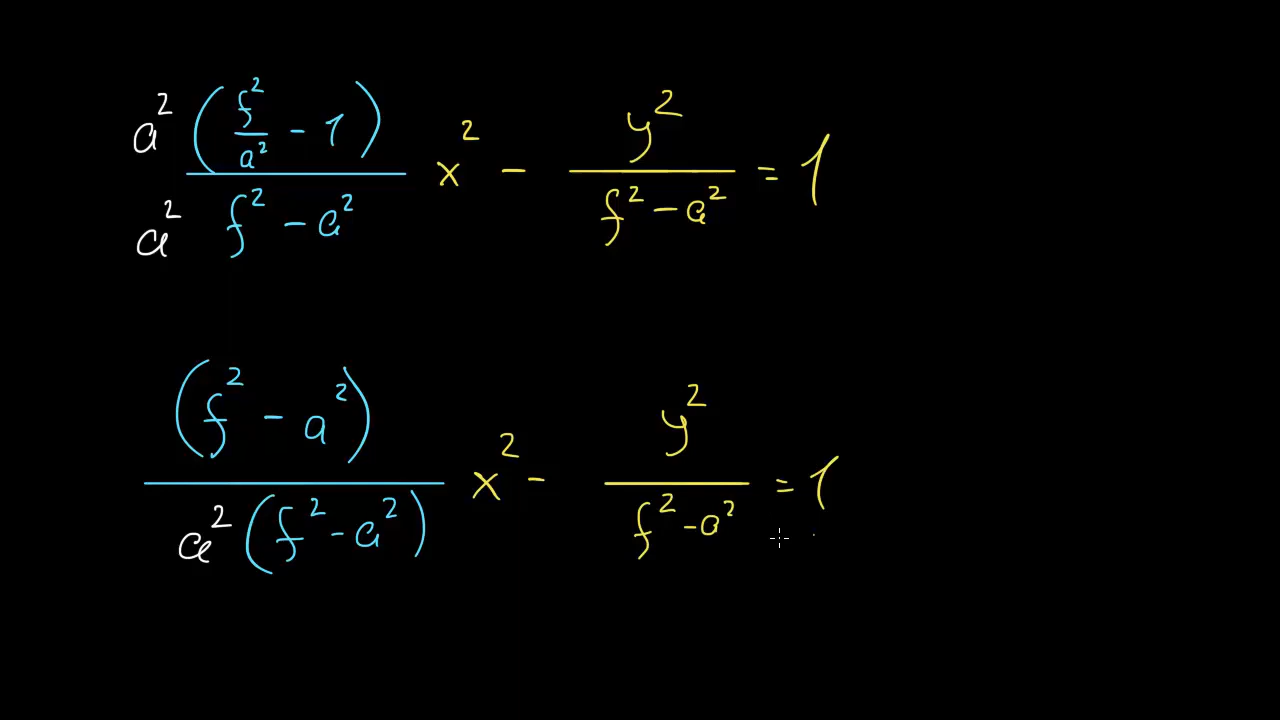 a² (f²/a² - 1) / a² f² - a² x² - y² / f² - a² = 1
(f² - a²) / a² (f² - a²) x² - y² / f² - a² = 1